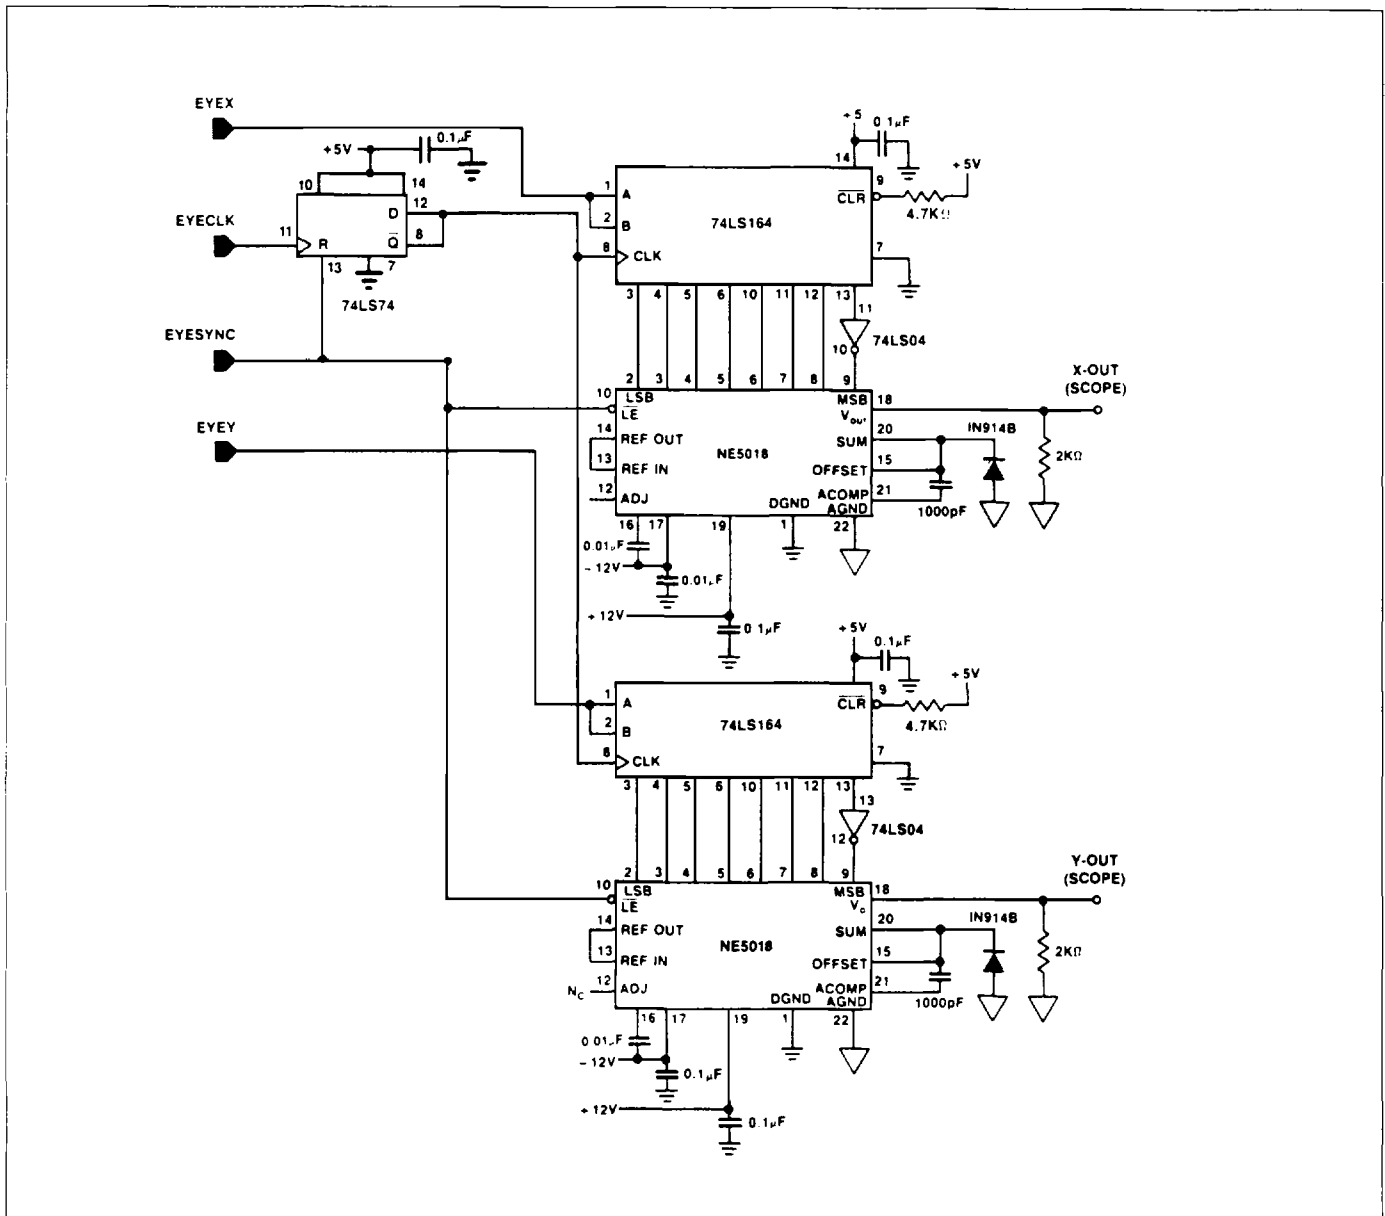 EYEX
0.1µF
+5V
10
14
12
D
EYECLK
11
R
Q
8
13
7
74LS74
EYESYNC
EYEY
+5
0 1µF
14
9
+5V
CLR
4.7KΩ
1
A
2
B
74LS164
8
CLK
7
3
4
5
6
10
11
12
13
11
74LS04
10
2
3
4
5
6
7
8
9
X-OUT
(SCOPE)
10
LSB
LE
MSB
18
VOUT
14
REF OUT
NE5018
SUM
20
IN914B
13
REF IN
OFFSET
15
2KΩ
12
ADJ
DGND
ACOMP
21
AGND
1000pF
16
17
19
1
22
0.01µF
-12V
0.01µF
+12V
0 1µF
+5V
0.1µF
9
+5V
CLR
4.7KΩ
1
A
2
B
74LS164
8
CLK
7
3
4
5
6
10
11
12
13
13
74LS04
12
2
3
4
5
6
7
8
9
Y-OUT
(SCOPE)
10
LSB
LE
MSB
18
14
REF OUT
NE5018
SUM
20
IN914B
13
REF IN
OFFSET
15
2KΩ
NC
12
ADJ
DGND
ACOMP
21
AGND
1000pF
16
17
19
1
22
0.01µF
-12V
0.1µF
+12V
0.1µF